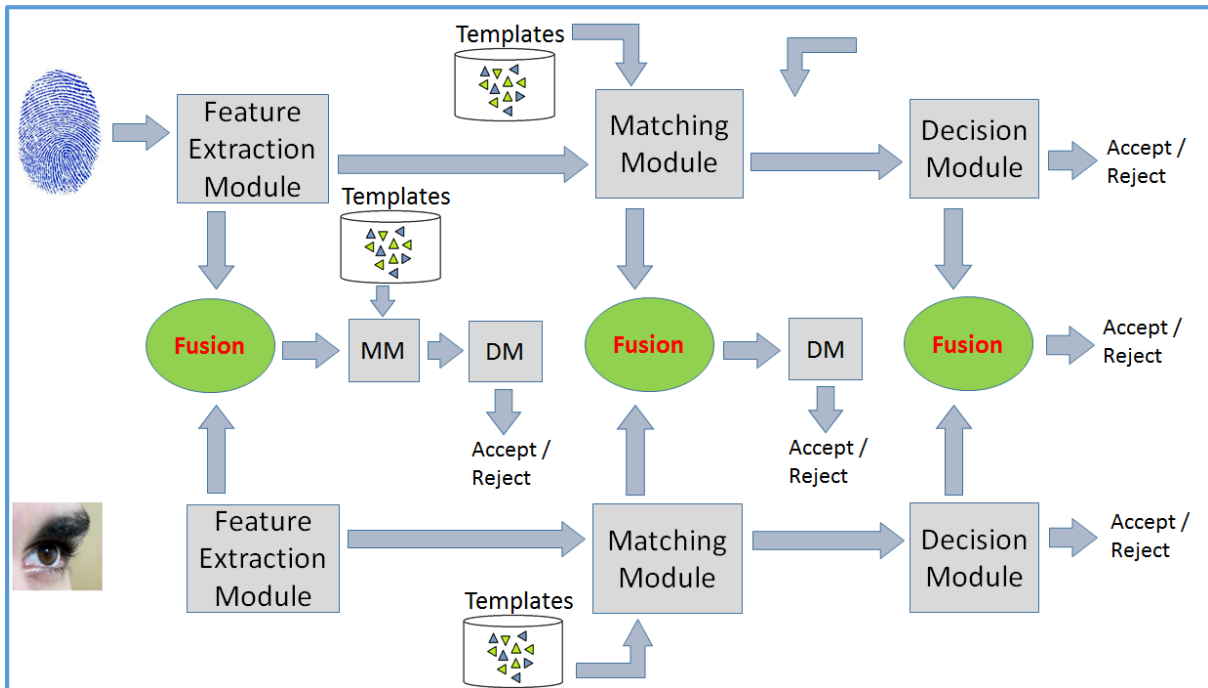 Templates
Feature
Extraction
Module
Matching
Module
Decision
Module
Accept /
Reject
Templates
Fusion
MM
DM
Fusion
DM
Fusion
Accept /
Reject
Accept /
Reject
Accept /
Reject
Feature
Extraction
Module
Matching
Module
Decision
Module
Accept /
Reject
Templates